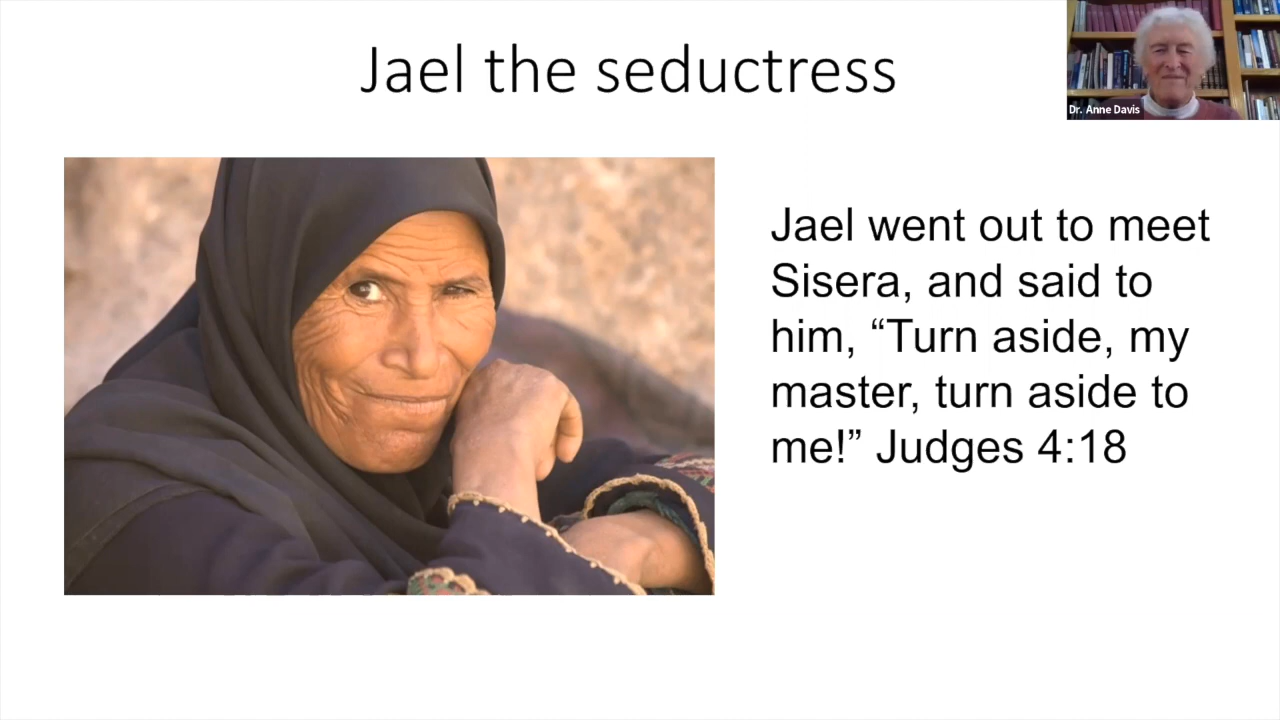 Jael the seductress
Dr. Anne Davis
Jael went out to meet
Sisera, and said to
him, “Turn aside, my
master, turn aside to
me!” Judges 4:18